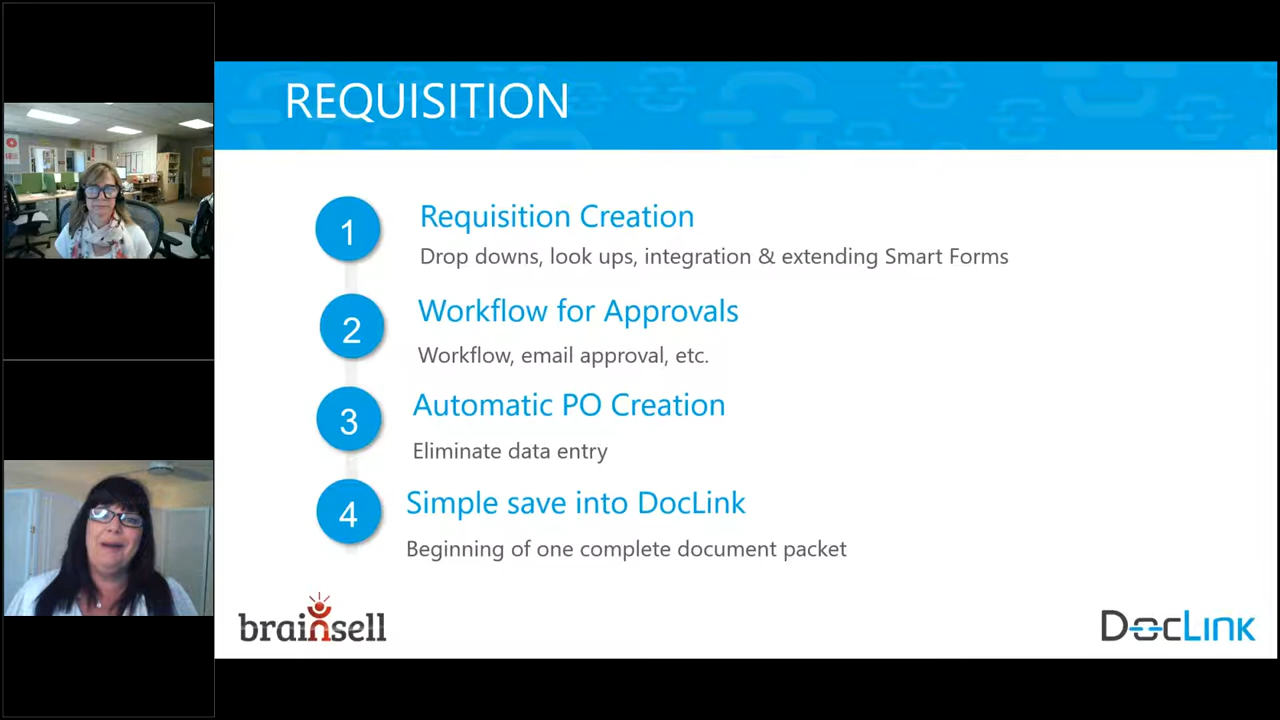 REQUISITION
1
Requisition Creation
Drop downs, look ups, integration & extending Smart Forms
2
Workflow for Approvals
Workflow, email approval, etc.
3
Automatic PO Creation
Eliminate data entry
4
Simple save into DocLink
Beginning of one complete document packet
brainsell
DocLink